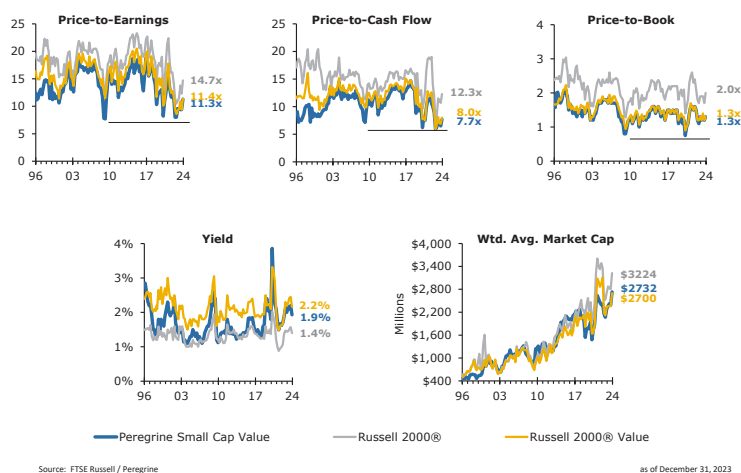 Price-to-Earnings
25
20
15
10
5
0
96 03 10 17 24
14.7x
11.4x
11.3x
Price-to-Cash Flow
25
20
15
10
5
0
96 03 10 17 24
12.3x
8.0x
7.7x
Price-to-Book
4
3
2
1
0
96 03 10 17 24
2.0x
1.3x
1.3x
Yield
4%
3%
2%
1%
0%
96 03 10 17 24
2.2%
1.9%
1.4%
Wtd. Avg. Market Cap
Millions
$4,000
$3,400
$2,800
$2,200
$1,600
$1,000
$400
96 03 10 17 24
$3224
$2732
$2700
Peregrine Small Cap Value Russell 2000® Russell 2000® Value
Source: FTSE Russell / Peregrine as of December 31, 2023